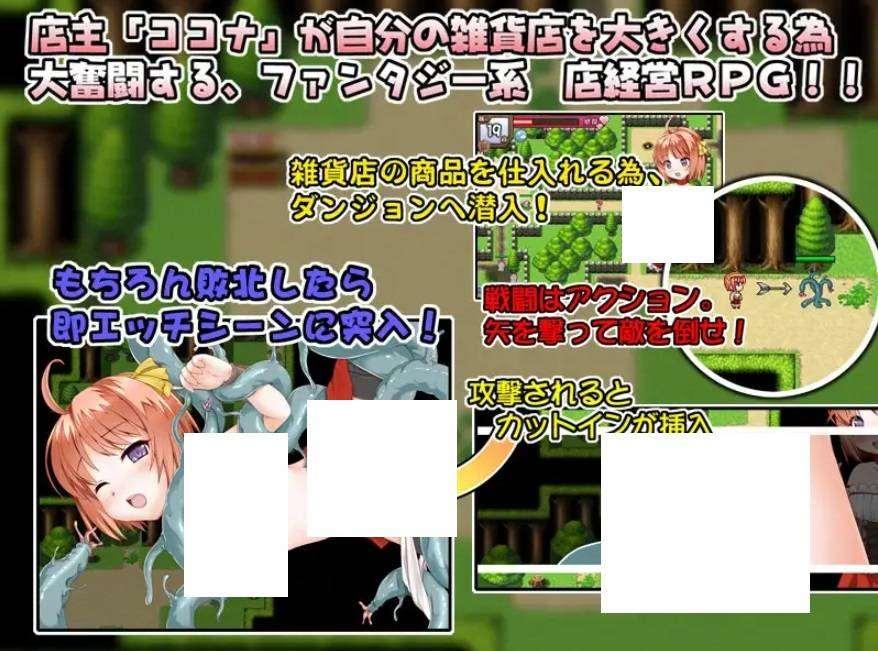 店主「ココナ」が自分の雑貨店を大きくする為
大奮闘する、ファンタジー系　店経営RPG！！
19
雑貨店の商品を仕入れる為、
ダンジョンへ潜入！
もちろん敗北したら
即エッチシーンに突入！
戦闘はアクション。
矢を撃って敵を倒せ！
攻撃されると
カットインが挿入